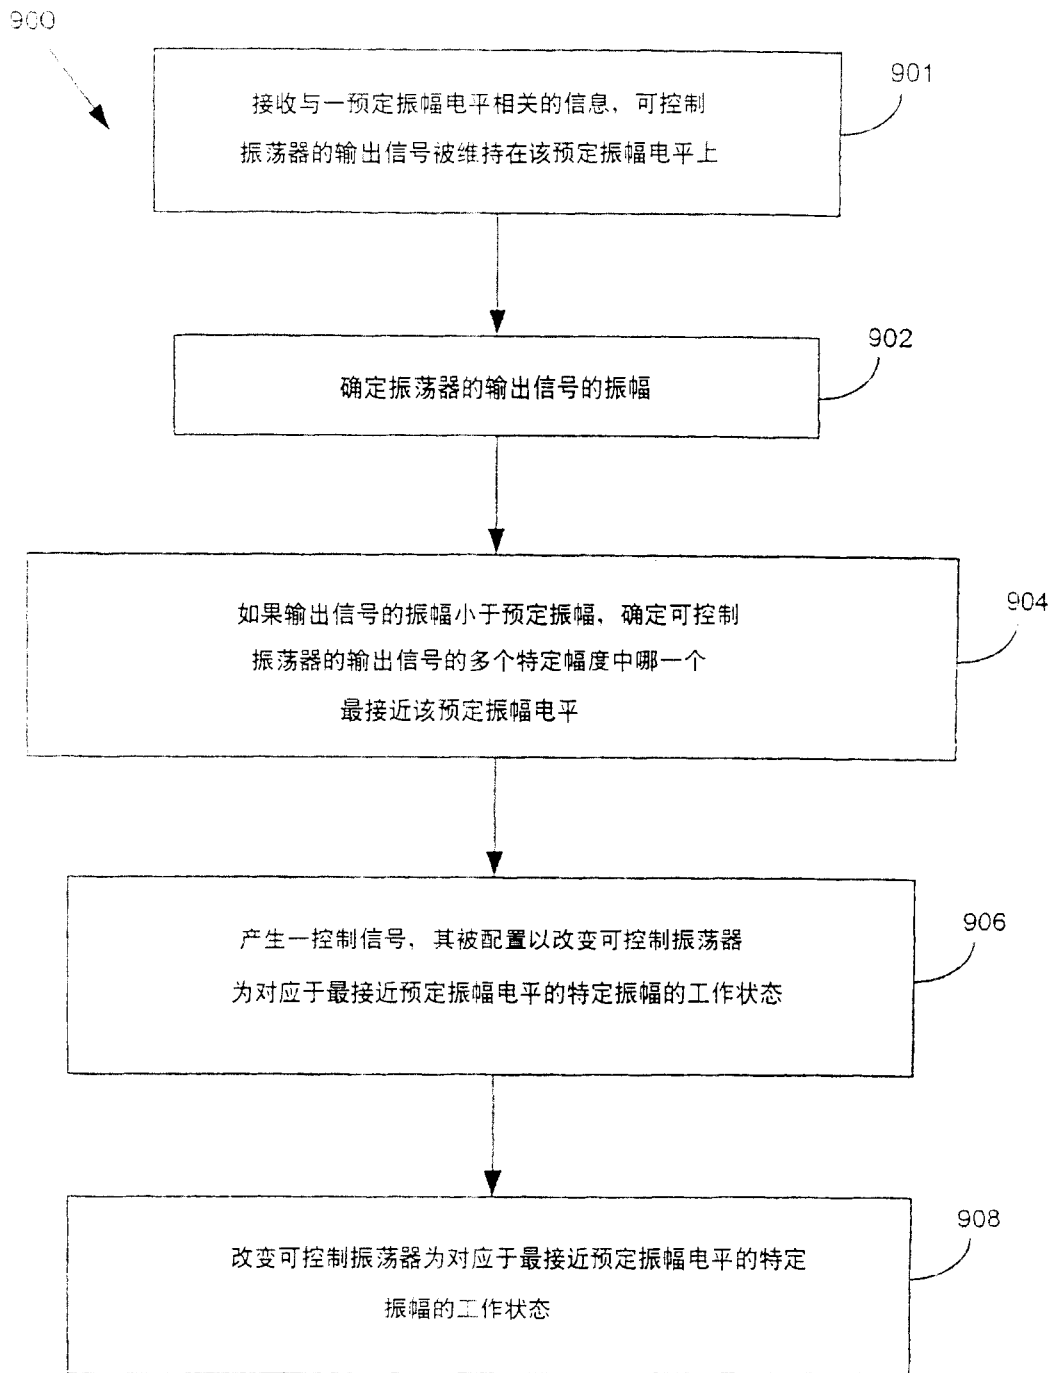 900
901
接收与一预定振幅电平相关的信息，可控制
振荡器的输出信号被维持在该预定振幅电平上
902
确定振荡器的输出信号的振幅
904
如果输出信号的振幅小于预定振幅，确定可控制
振荡器的输出信号的多个特定幅度中哪一个
最接近该预定振幅电平
906
产生一控制信号，其被配置以改变可控制振荡器
为对应于最接近预定振幅电平的特定振幅的工作状态
908
改变可控制振荡器为对应于最接近预定振幅电平的特定
振幅的工作状态